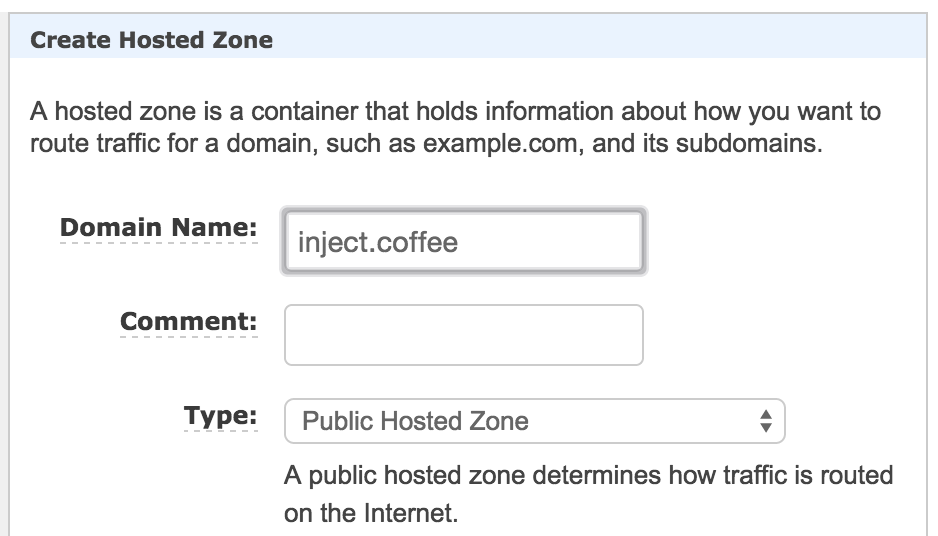 Create Hosted Zone
A hosted zone is a container that holds information about how you want to
route traffic for a domain, such as example.com, and its subdomains.
Domain Name: inject.coffee
Comment:
Type: Public Hosted Zone
A public hosted zone determines how traffic is routed
on the Internet.